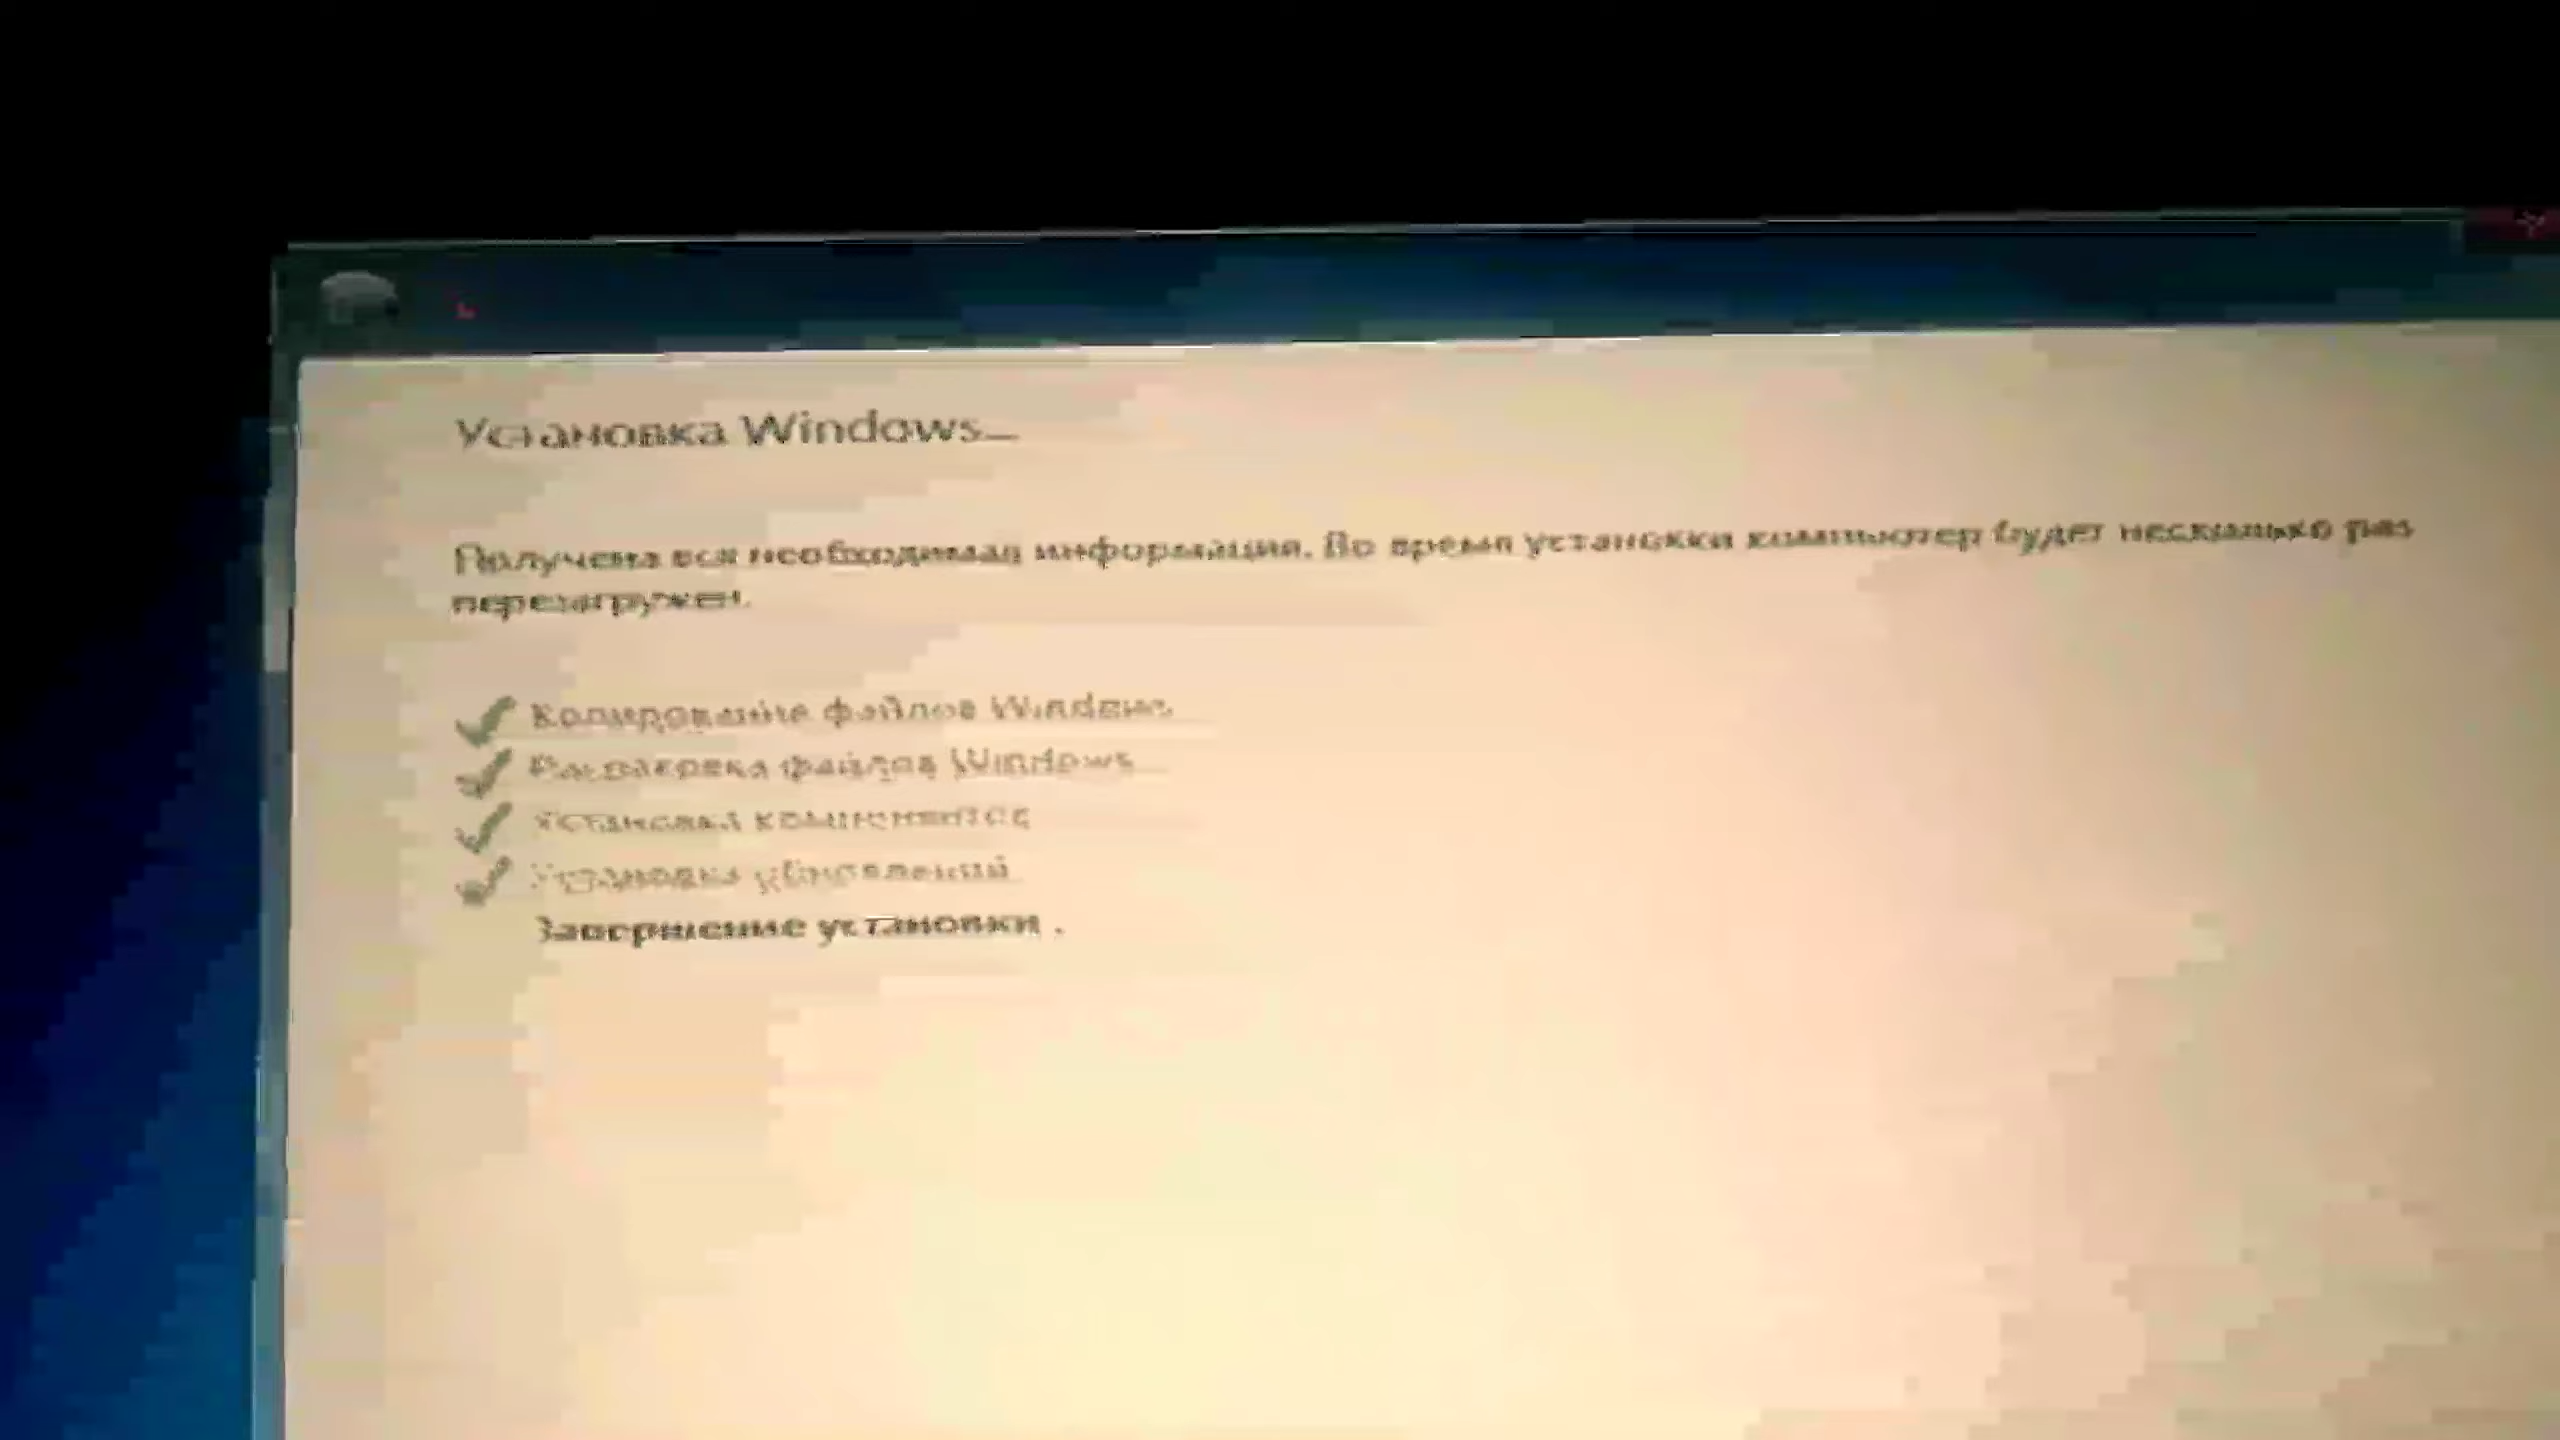 Установка Windows...
Получена вся необходимая информация. Во время установки компьютер будет несколько раз
перезагружен.
Копирование файлов Windows
Распаковка файлов Windows
Установка компонентов
Установка обновлений
Завершение установки .